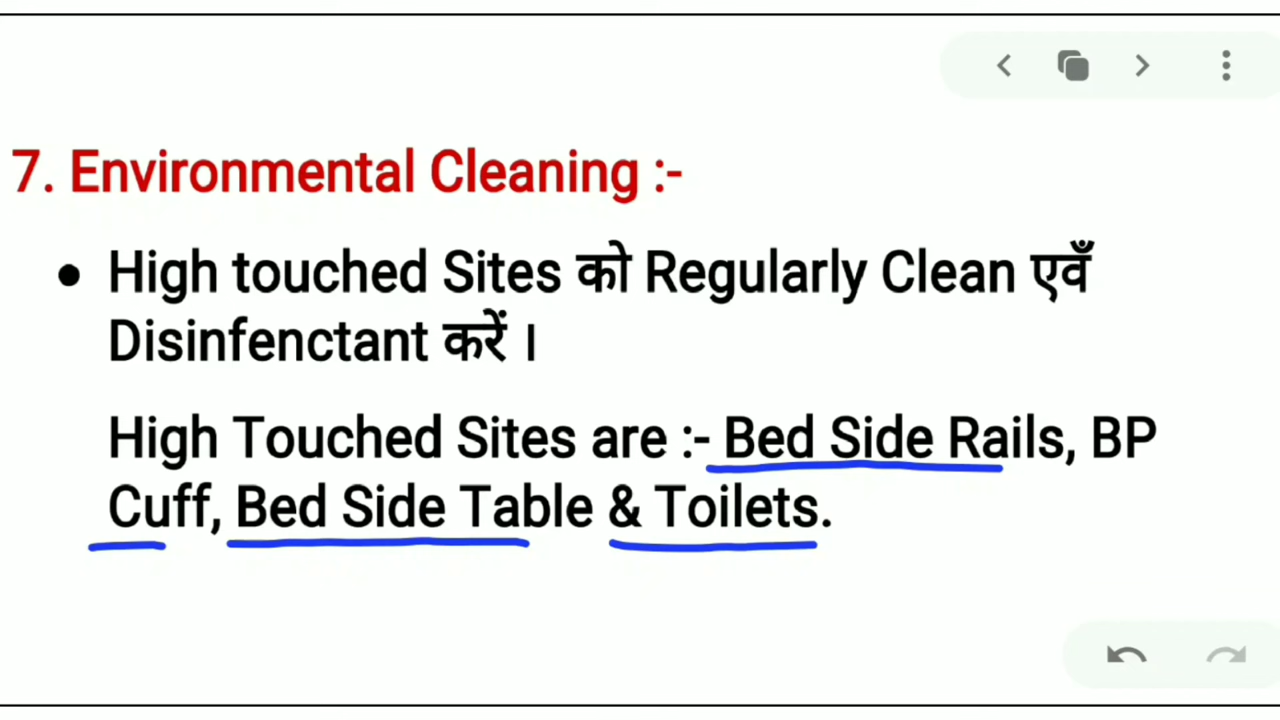 7. Environmental Cleaning :-
• High touched Sites को Regularly Clean एवँ
Disinfenctant करें ।
High Touched Sites are :- Bed Side Rails, BP
Cuff, Bed Side Table & Toilets.